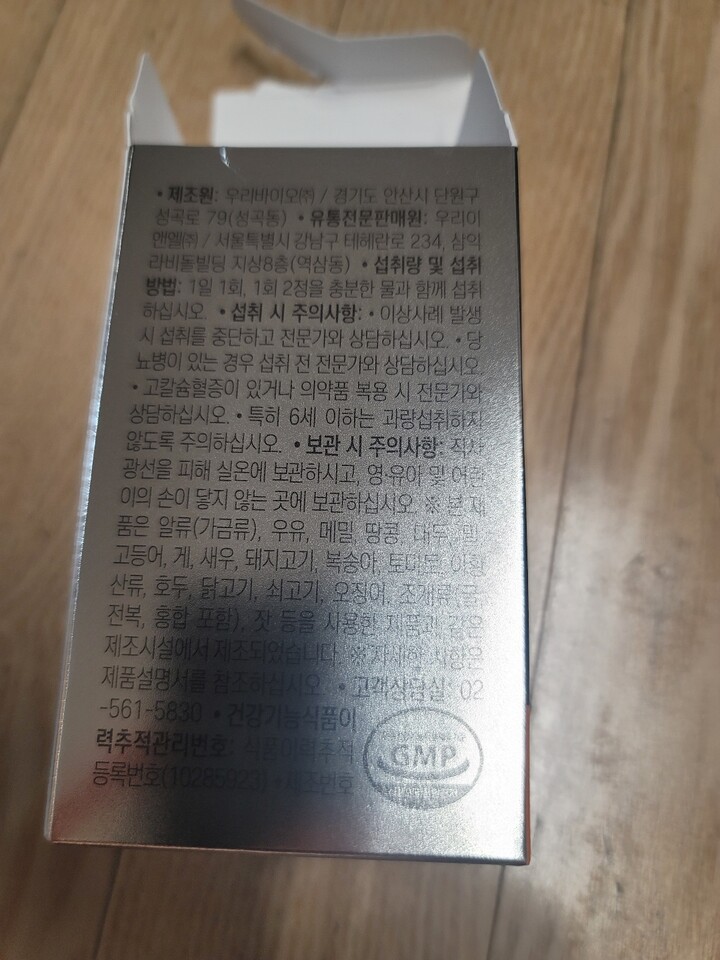 • 제조원: 우라바이오㈜ / 경기도 안산시 단원구
성곡로 79(성곡동) • 유통전문판매원: 우리이
앤엘㈜ / 서울특별시 강남구 테헤란로 234, 삼익
라비돌빌딩 지상8층(역삼동) • 섭취량 및 섭취
방법: 1일 1회, 1회 2정을 충분한 물과 함께 섭취
하십시오. • 섭취 시 주의사항: • 이상사례 발생
시 섭취를 중단하고 전문가와 상담하십시오. • 당
뇨병이 있는 경우 섭취 전 전문가와 상담하십시오.
• 고칼슘혈증이 있거나 의약품 복용 시 전문가와
상담하십시오. • 특히 6세 이하는 과량섭취하지
않도록 주의하십시오. • 보관 시 주의사항: 직사
광선을 피해 실온에 보관하시고, 영·유아 및 어린
이의 손이 닿지 않는 곳에 보관하십시오. ※ 본 제
품은 알류(가금류), 우유, 메밀, 땅콩, 대두, 밀,
고등어, 게, 새우, 돼지고기, 복숭아, 토마토, 아황
산류, 호두, 닭고기, 쇠고기, 오징어, 조개류(굴,
전복, 홍합 포함), 잣 등을 사용한 제품과 같은
제조시설에서 제조되었습니다. ※ 자세한 사항은
제품설명서를 참조하십시오. • 고객상담실: 02
-561-5830 • 건강기능식품이
력추적관리번호: 식품이력추적
등록번호(10285923) • 제조번호
GMP